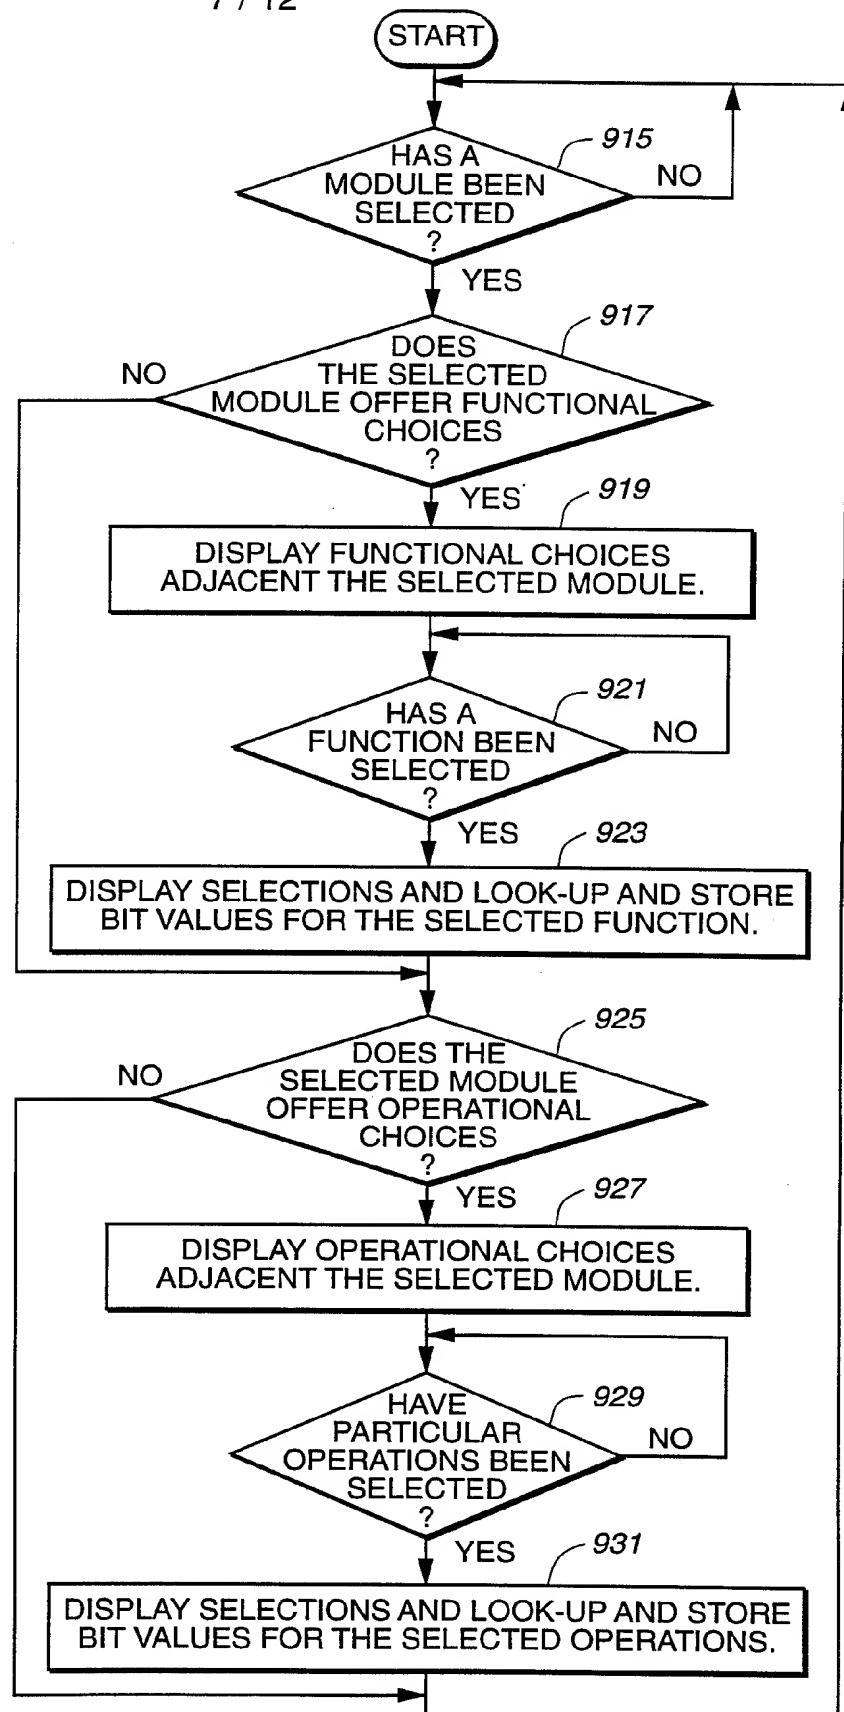 7 / 12
START
915
HAS A
MODULE BEEN
SELECTED
?
NO
YES
917
DOES
THE SELECTED
MODULE OFFER FUNCTIONAL
CHOICES
?
NO
YES
919
DISPLAY FUNCTIONAL CHOICES
ADJACENT THE SELECTED MODULE.
921
HAS A
FUNCTION BEEN
SELECTED
?
NO
YES
923
DISPLAY SELECTIONS AND LOOK-UP AND STORE
BIT VALUES FOR THE SELECTED FUNCTION.
925
DOES THE
SELECTED MODULE
OFFER OPERATIONAL
CHOICES
?
NO
YES
927
DISPLAY OPERATIONAL CHOICES
ADJACENT THE SELECTED MODULE.
929
HAVE
PARTICULAR
OPERATIONS BEEN
SELECTED
?
NO
YES
931
DISPLAY SELECTIONS AND LOOK-UP AND STORE
BIT VALUES FOR THE SELECTED OPERATIONS.